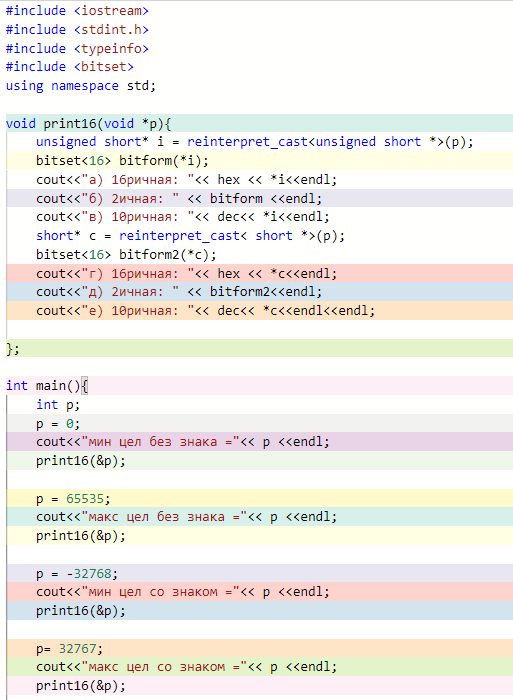 #include <iostream>
#include <stdint.h>
#include <typeinfo>
#include <bitset>
using namespace std;
void print16(void *p){
unsigned short* i = reinterpret_cast<unsigned short *>(p);
bitset<16> bitform(*i);
cout<<"а) 16ричная: "<< hex << *i<<endl;
cout<<"б) 2ичная: " << bitform <<endl;
cout<<"в) 10ричная: "<< dec<< *i<<endl;
short* c = reinterpret_cast< short *>(p);
bitset<16> bitform2(*c);
cout<<"г) 16ричная: "<< hex << *c<<endl;
cout<<"д) 2ичная: " << bitform2<<endl;
cout<<"е) 10ричная: "<< dec<< *c<<endl<<endl;
};
int main(){
int p;
p = 0;
cout<<"мин цел без знака ="<< p <<endl;
print16(&p);
p = 65535;
cout<<"макс цел без знака ="<< p <<endl;
print16(&p);
p = -32768;
cout<<"мин цел со знаком ="<< p <<endl;
print16(&p);
p= 32767;
cout<<"макс цел со знаком ="<< p <<endl;
print16(&p);